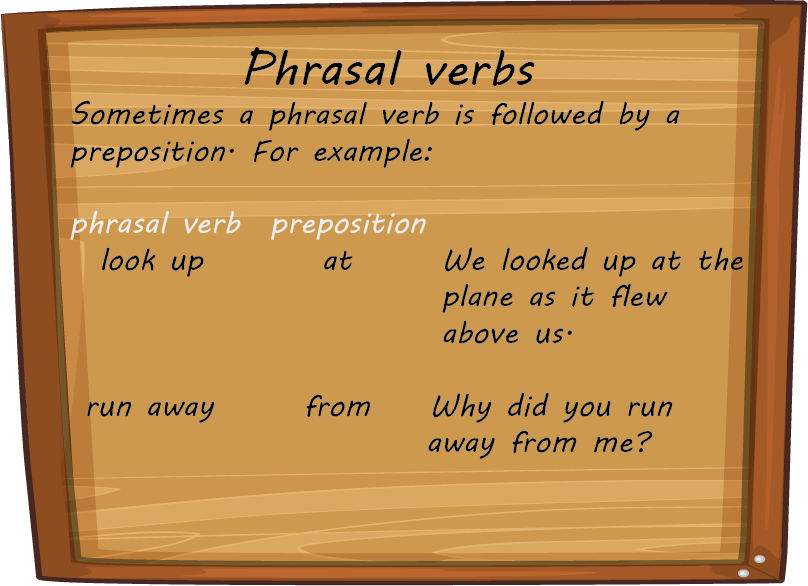 Phrasal verbs
Sometimes a phrasal verb is followed by a
preposition. For example:
phrasal verb preposition
look up at We looked up at the
plane as it flew
above us.
run away from Why did you run
away from me?